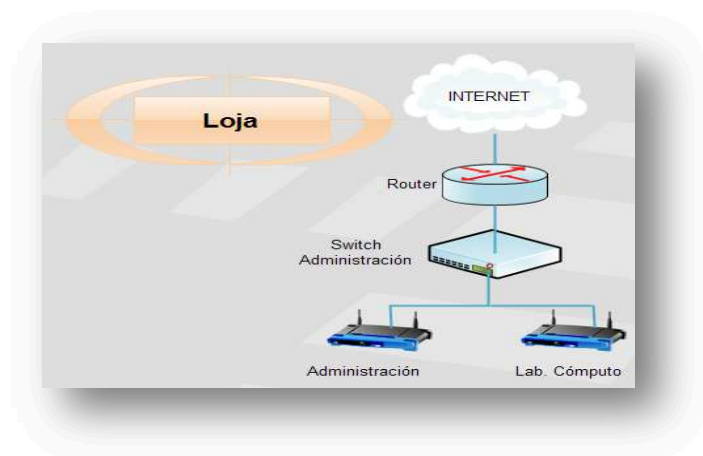 Loja
INTERNET
Router
Switch
Administración
Administración
Lab. Cómputo